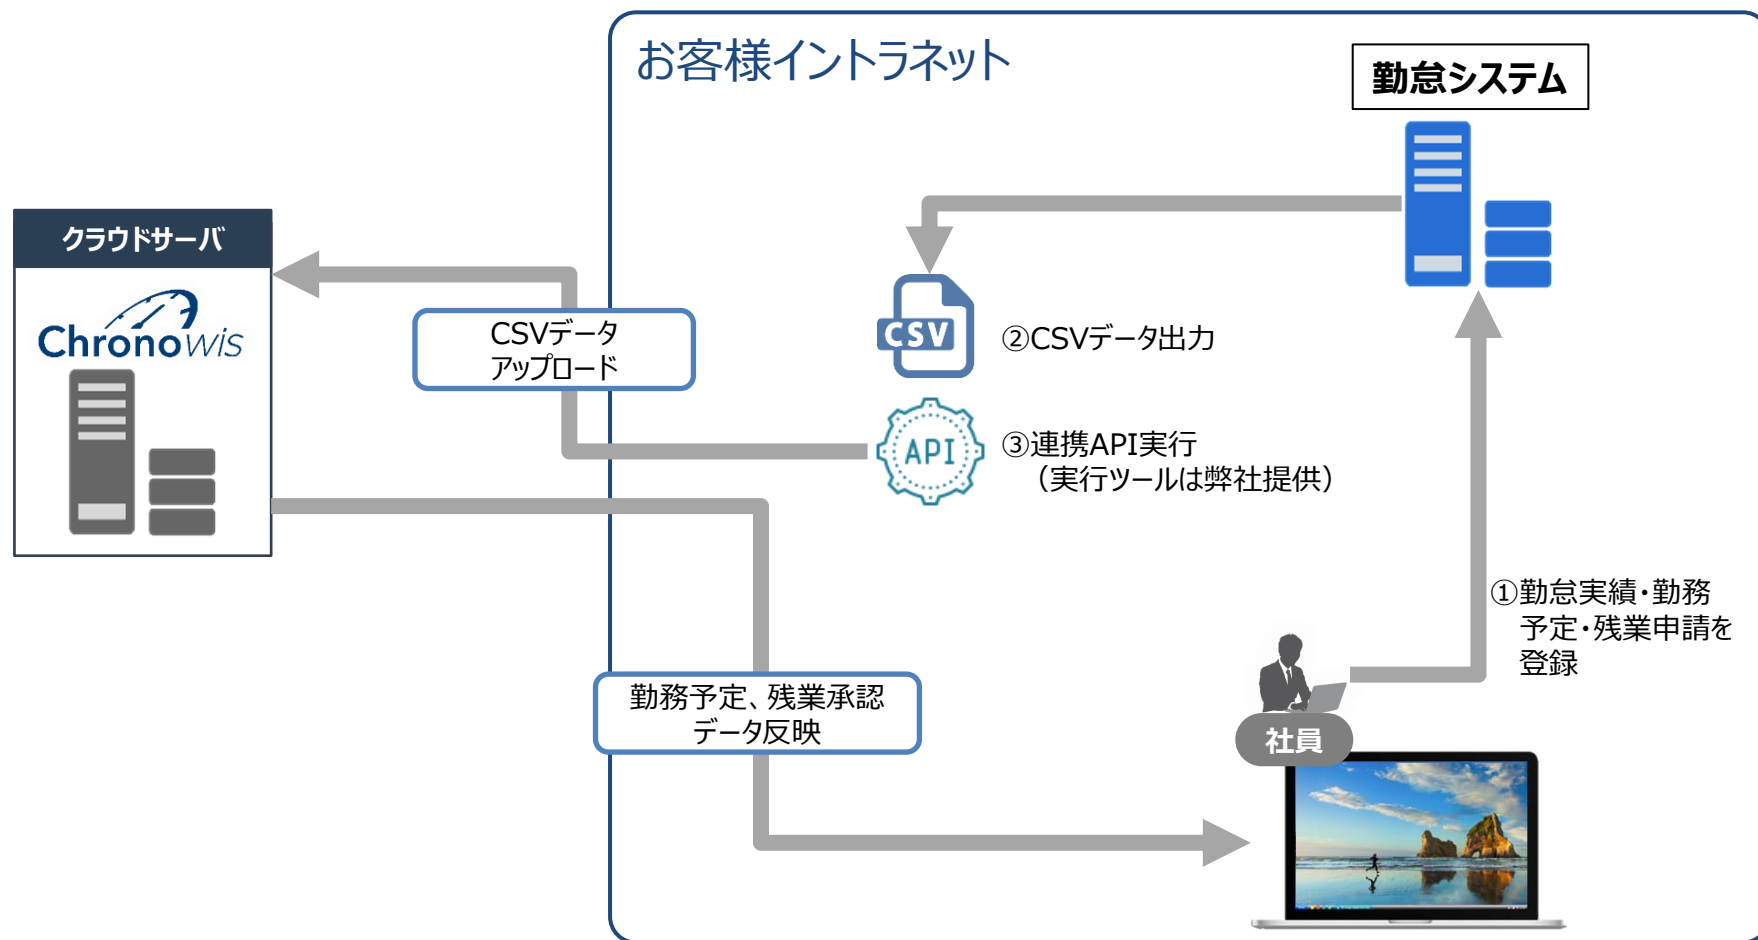 お客様イントラネット
勤怠システム
クラウドサーバ
Chronowis
CSVデータ
アップロード
CSV
②CSVデータ出力
API
③連携API実行
（実行ツールは弊社提供）
①勤怠実績・勤務
予定・残業申請を
登録
勤務予定、残業承認
データ反映
社員